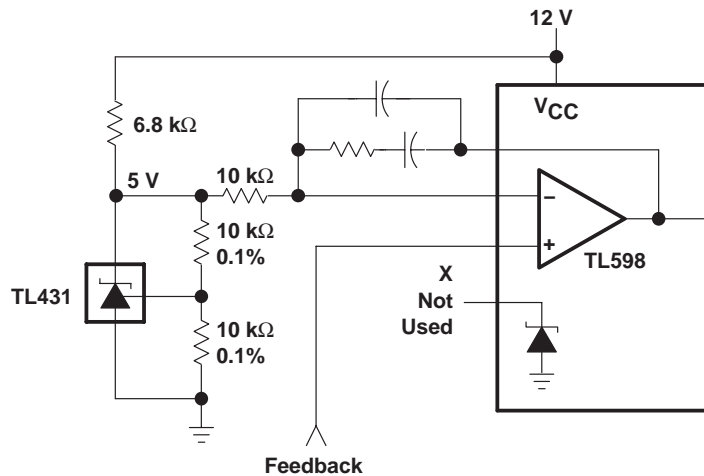 12 V
VCC
6.8 kΩ
5 V
10 kΩ
10 kΩ
0.1%
TL431
10 kΩ
0.1%
−
+
TL598
X
Not
Used
Feedback